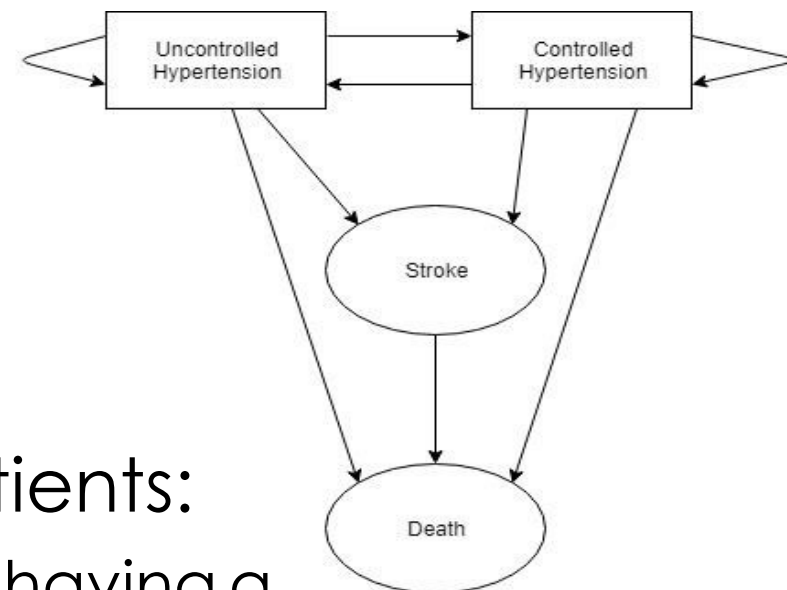 Uncontrolled
Hypertension
Controlled
Hypertension
Stroke
tients:
Death
having a